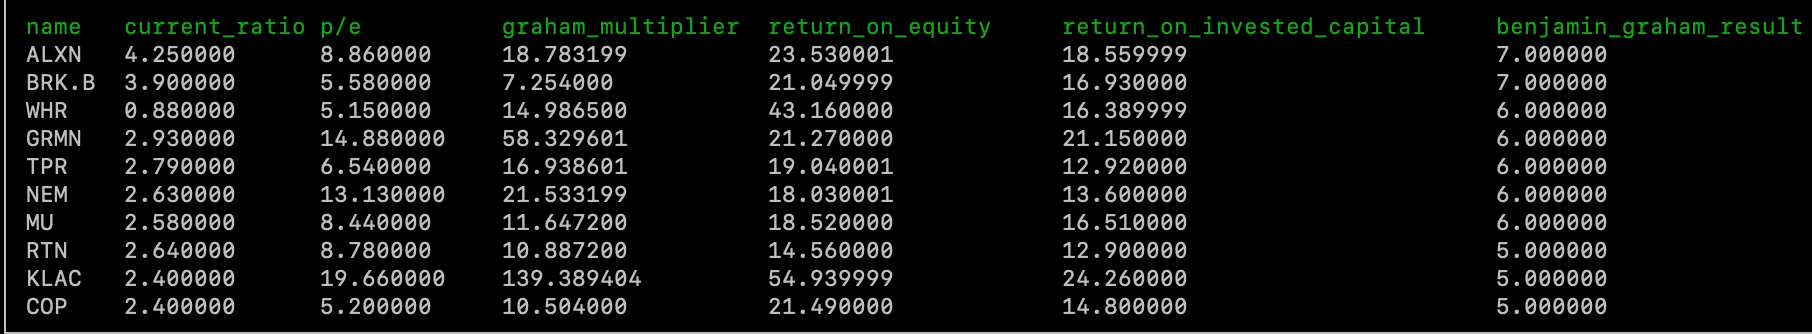 name current_ratio p/e graham_multiplier return_on_equity return_on_invested_capital benjamin_graham_result
ALXN 4.250000 8.860000 18.783199 23.530001 18.559999 7.000000
BRK.B 3.900000 5.580000 7.254000 21.049999 16.930000 7.000000
WHR 0.880000 5.150000 14.986500 43.160000 16.389999 6.000000
GRMN 2.930000 14.880000 58.329601 21.270000 21.150000 6.000000
TPR 2.790000 6.540000 16.938601 19.040001 12.920000 6.000000
NEM 2.630000 13.130000 21.533199 18.030001 13.600000 6.000000
MU 2.580000 8.440000 11.647200 18.520000 16.510000 6.000000
RTN 2.640000 8.780000 10.887200 14.560000 12.900000 5.000000
KLAC 2.400000 19.660000 139.389404 54.939999 24.260000 5.000000
COP 2.400000 5.200000 10.504000 21.490000 14.800000 5.000000